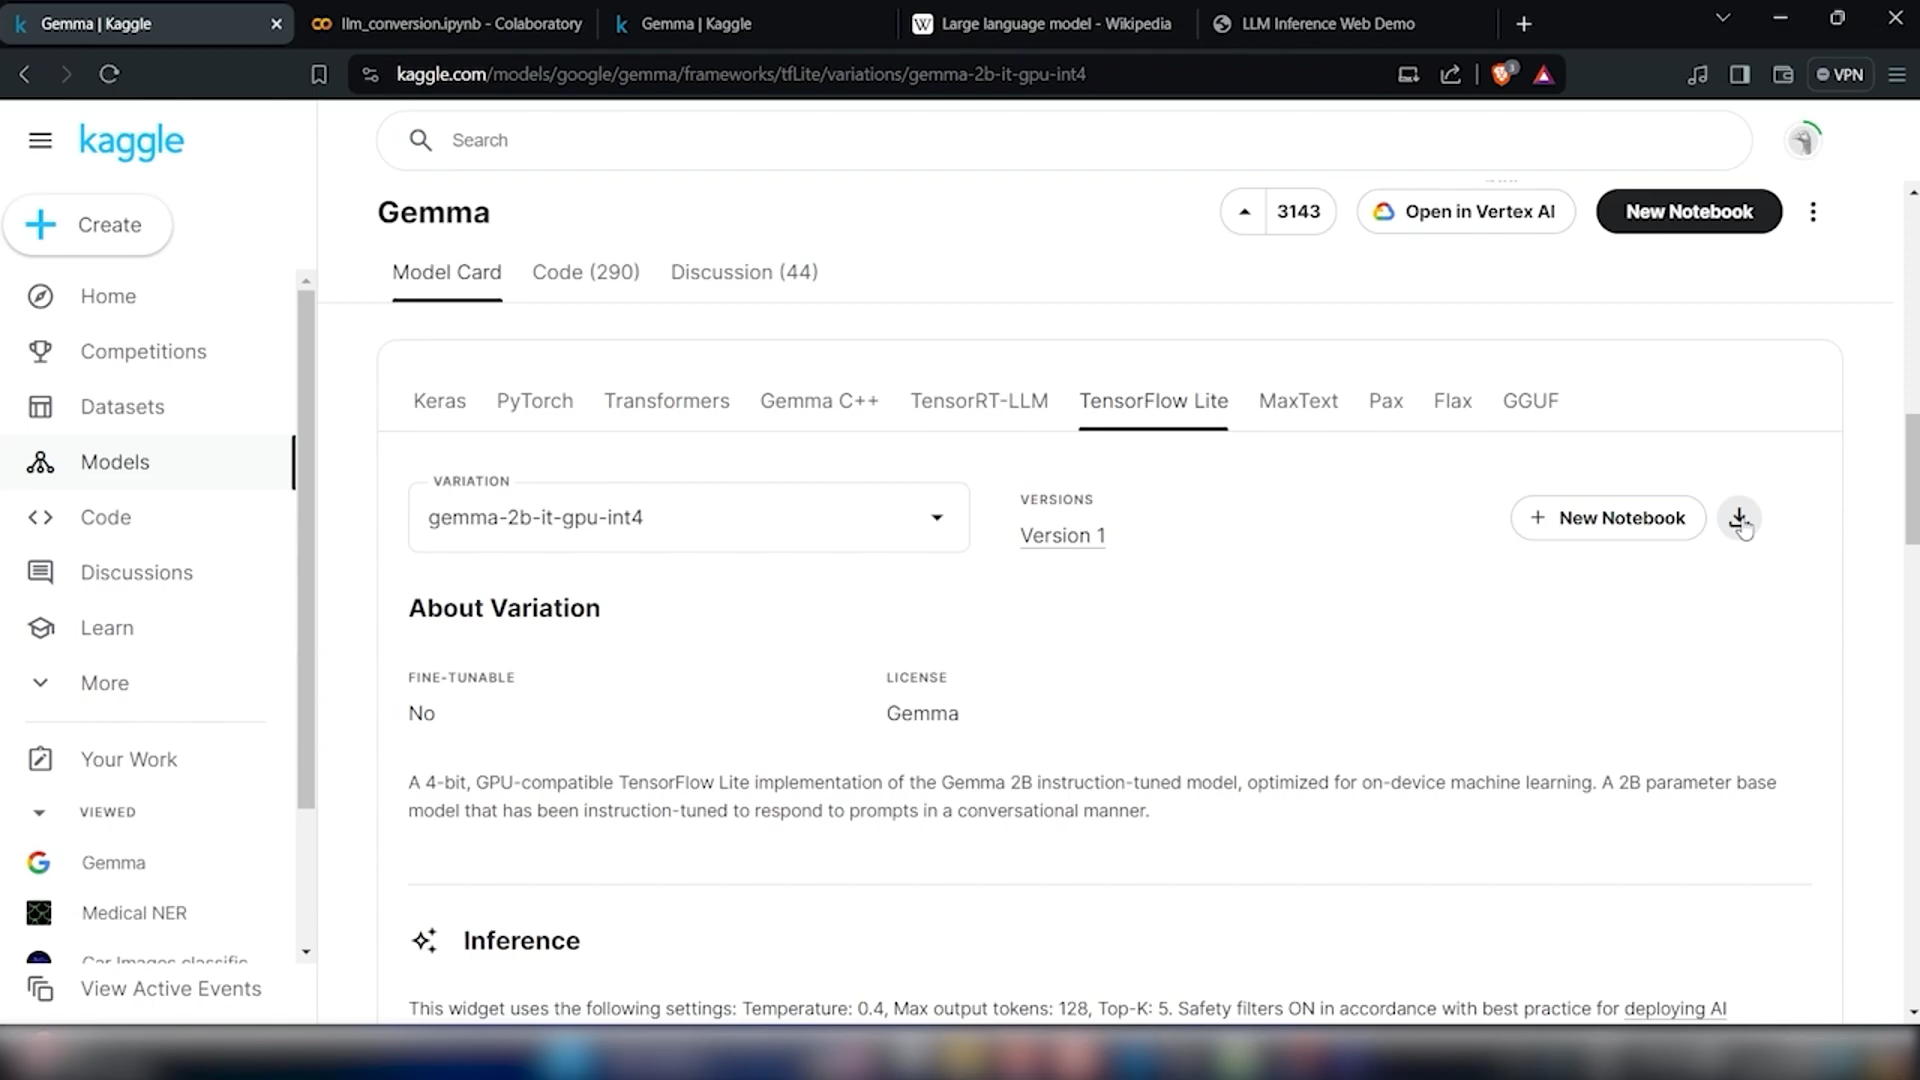 Gemma | Kaggle
llm_conversion.ipynb - Colaboratory
Gemma | Kaggle
Large language model - Wikipedia
LLM Inference Web Demo
kaggle.com/models/google/gemma/frameworks/tfLite/variations/gemma-2b-it-gpu-int4
VPN
kaggle
Search
Create
Gemma
3143
Open in Vertex AI
New Notebook
Model Card
Code (290)
Discussion (44)
Home
Competitions
Datasets
Models
Code
Discussions
Learn
More
Your Work
VIEWED
Gemma
Medical NER
Car Images classific
View Active Events
Keras
PyTorch
Transformers
Gemma C++
TensorRT-LLM
TensorFlow Lite
MaxText
Pax
Flax
GGUF
VARIATION
gemma-2b-it-gpu-int4
VERSIONS
Version 1
New Notebook
About Variation
FINE-TUNABLE
No
LICENSE
Gemma
A 4-bit, GPU-compatible TensorFlow Lite implementation of the Gemma 2B instruction-tuned model, optimized for on-device machine learning. A 2B parameter base
model that has been instruction-tuned to respond to prompts in a conversational manner.
Inference
This widget uses the following settings: Temperature: 0.4, Max output tokens: 128, Top-K: 5. Safety filters ON in accordance with best practice for deploying AI